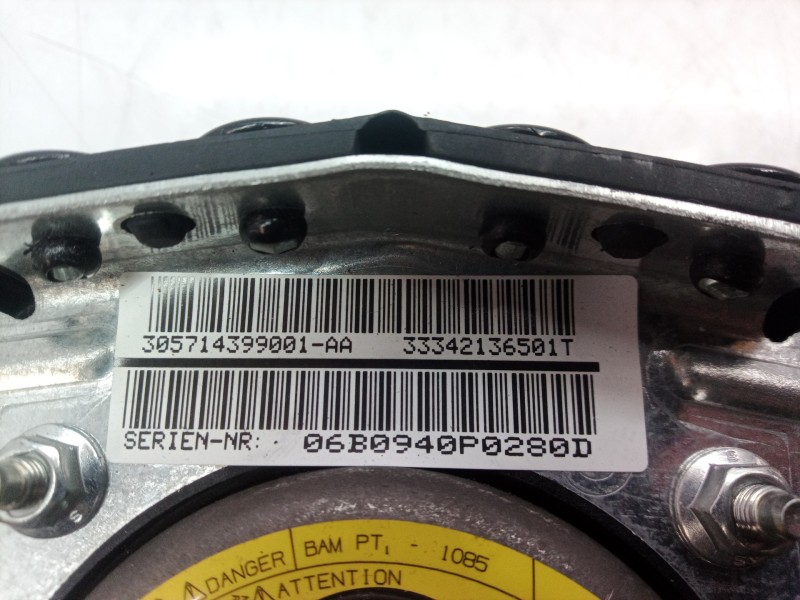 305714399001-AA 33342136501T
SERIEN-NR: 06B0940P0280D
DANGER BAM PT1 - 1085
ATTENTION